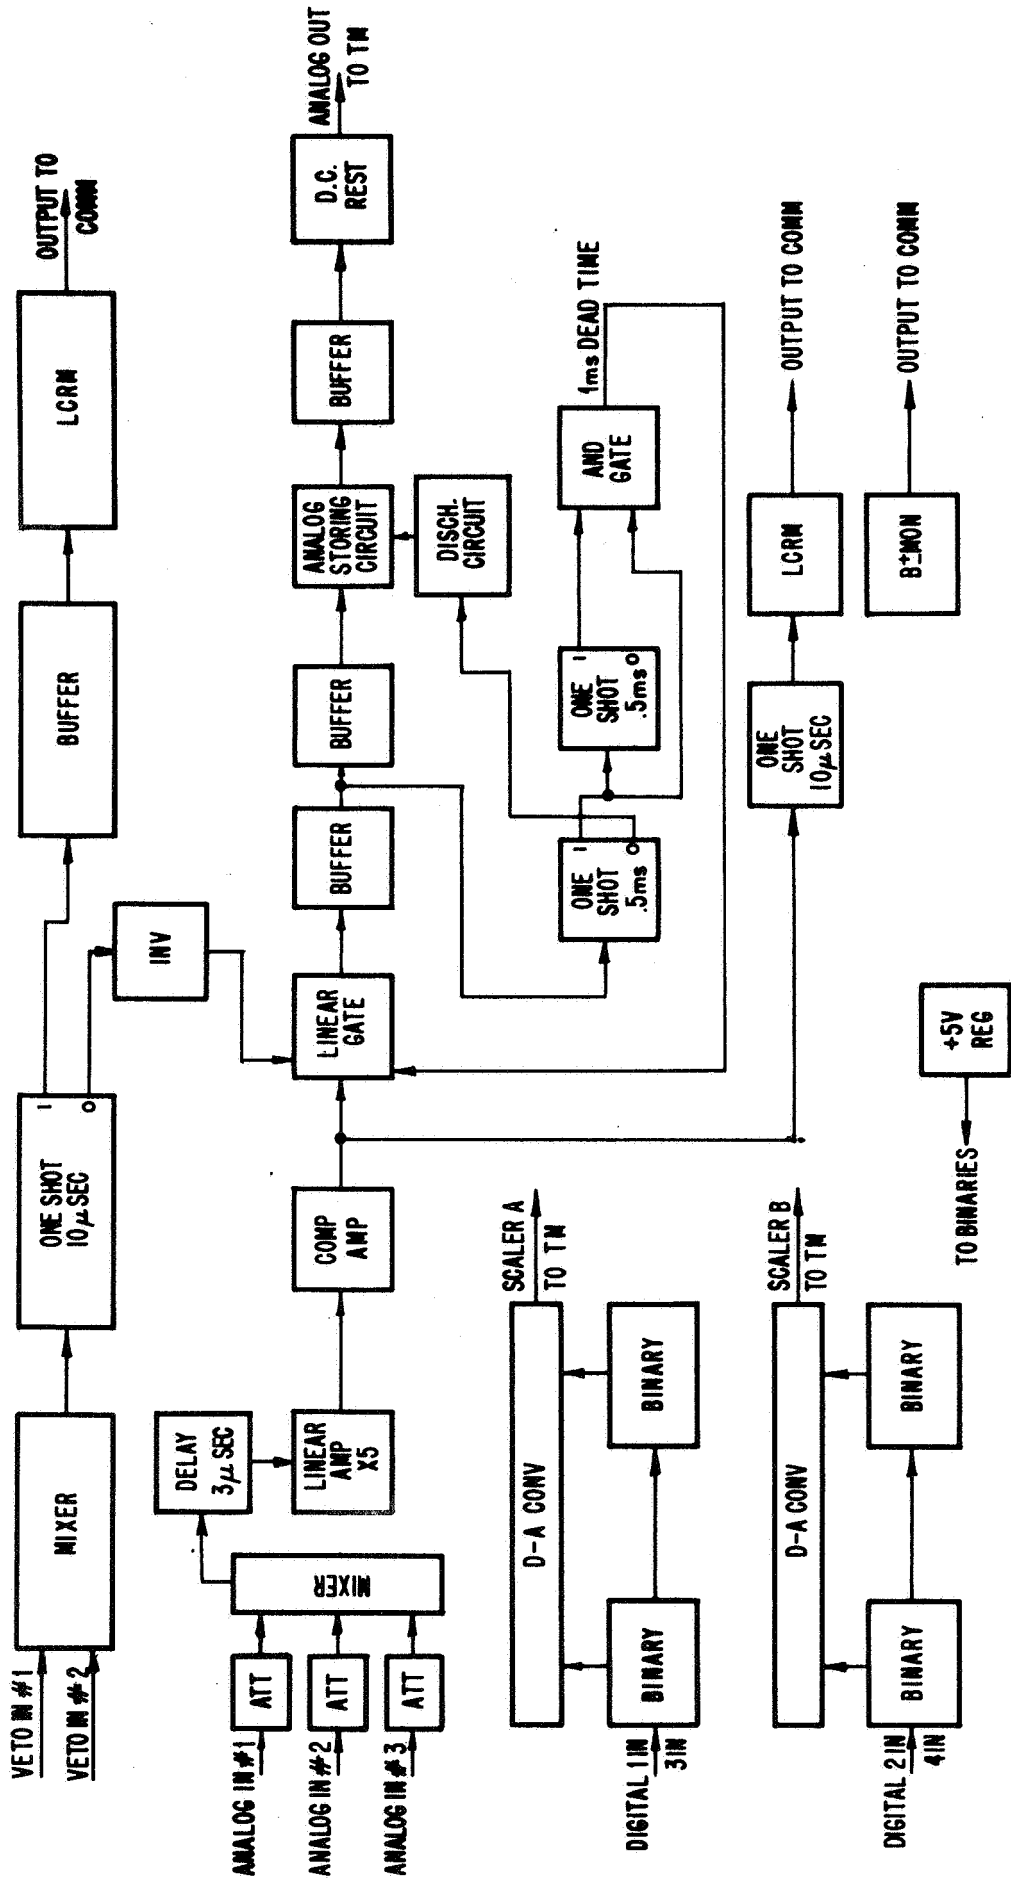 VETO IN #1
VETO IN #2
MIXER
ONE SHOT
10μSEC
1
0
BUFFER
LCRM
OUTPUT TO
COMM
INV
ANALOG IN #1
ANALOG IN #2
ANALOG IN #3
ATT
ATT
ATT
MIXER
DELAY
3μSEC
LINEAR
AMP
X5
COMP
AMP
LINEAR
GATE
BUFFER
BUFFER
ANALOG
STORING
CIRCUIT
BUFFER
D.C.
REST
ANALOG OUT
TO TM
DISCH.
CIRCUIT
ONE
SHOT
.5ms
1
0
ONE
SHOT
.5ms
1
0
AND
GATE
1ms DEAD TIME
ONE
SHOT
10μSEC
LCRM
OUTPUT TO COMM
B±MON
OUTPUT TO COMM
DIGITAL 1 IN
3 IN
BINARY
BINARY
D-A CONV
SCALER A
TO TM
DIGITAL 2 IN
4 IN
BINARY
BINARY
D-A CONV
SCALER B
TO TM
TO BINARIES
+5V
REG